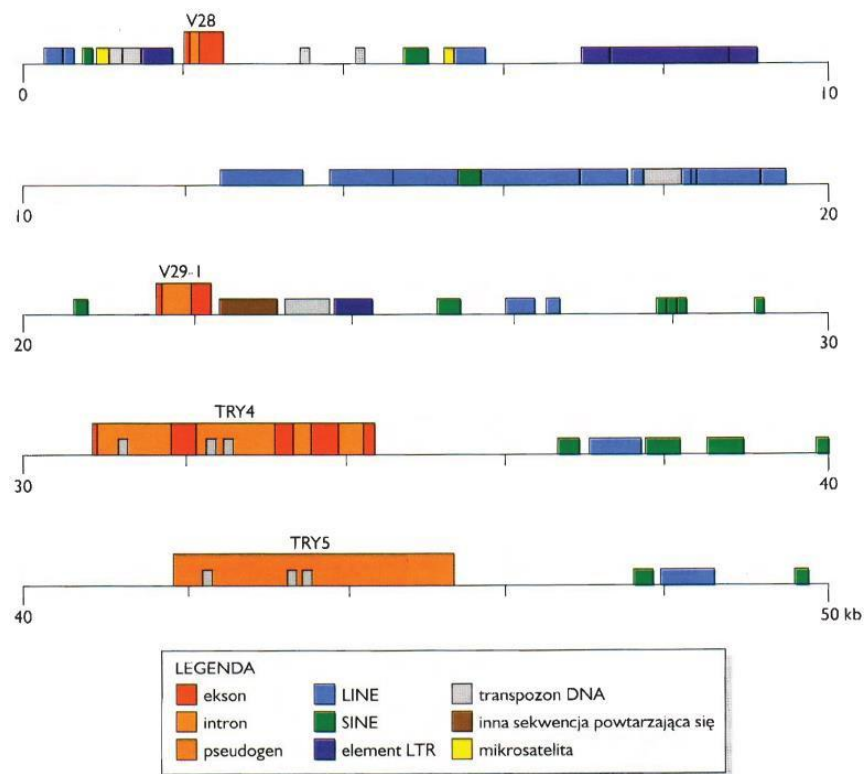 V28
0 10
10 20
V29-1
20 30
TRY4
30 40
TRY5
40 50 kb
LEGENDA
ekson LINE transpozon DNA
intron SINE inna sekwencja powtarzająca się
pseudogen element LTR mikrosatelita